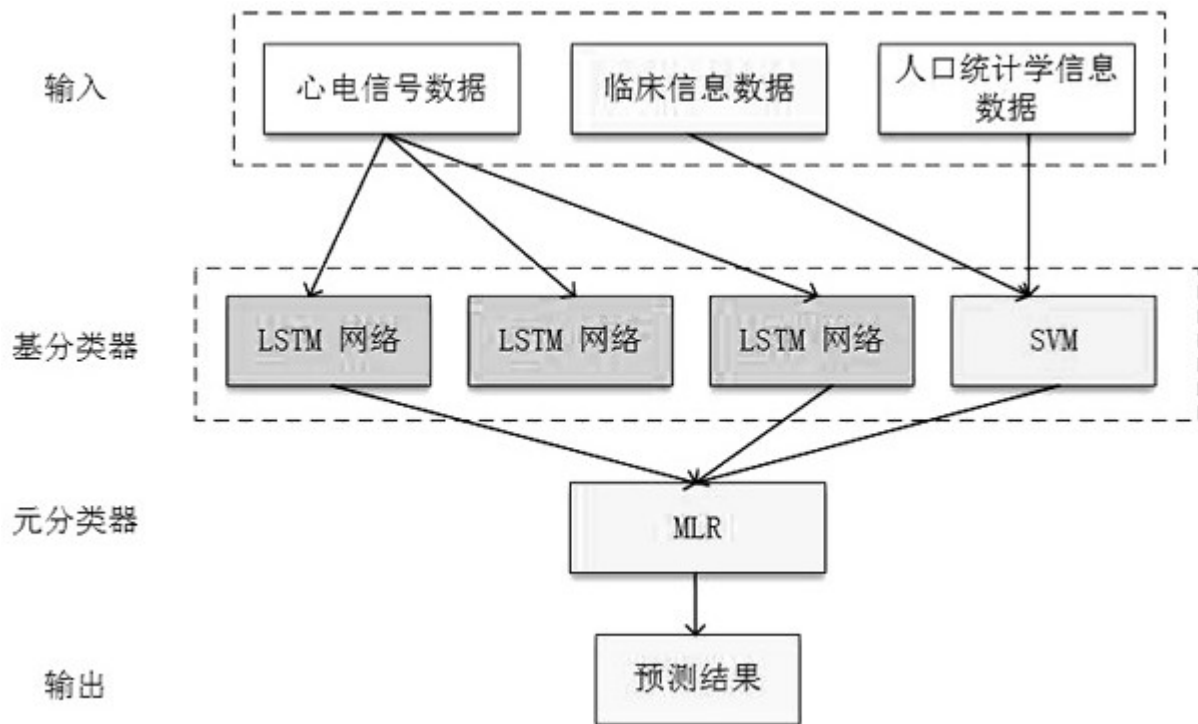 输入
心电信号数据
临床信息数据
人口统计学信息
数据
基分类器
LSTM 网络
LSTM 网络
LSTM 网络
SVM
元分类器
MLR
输出
预测结果